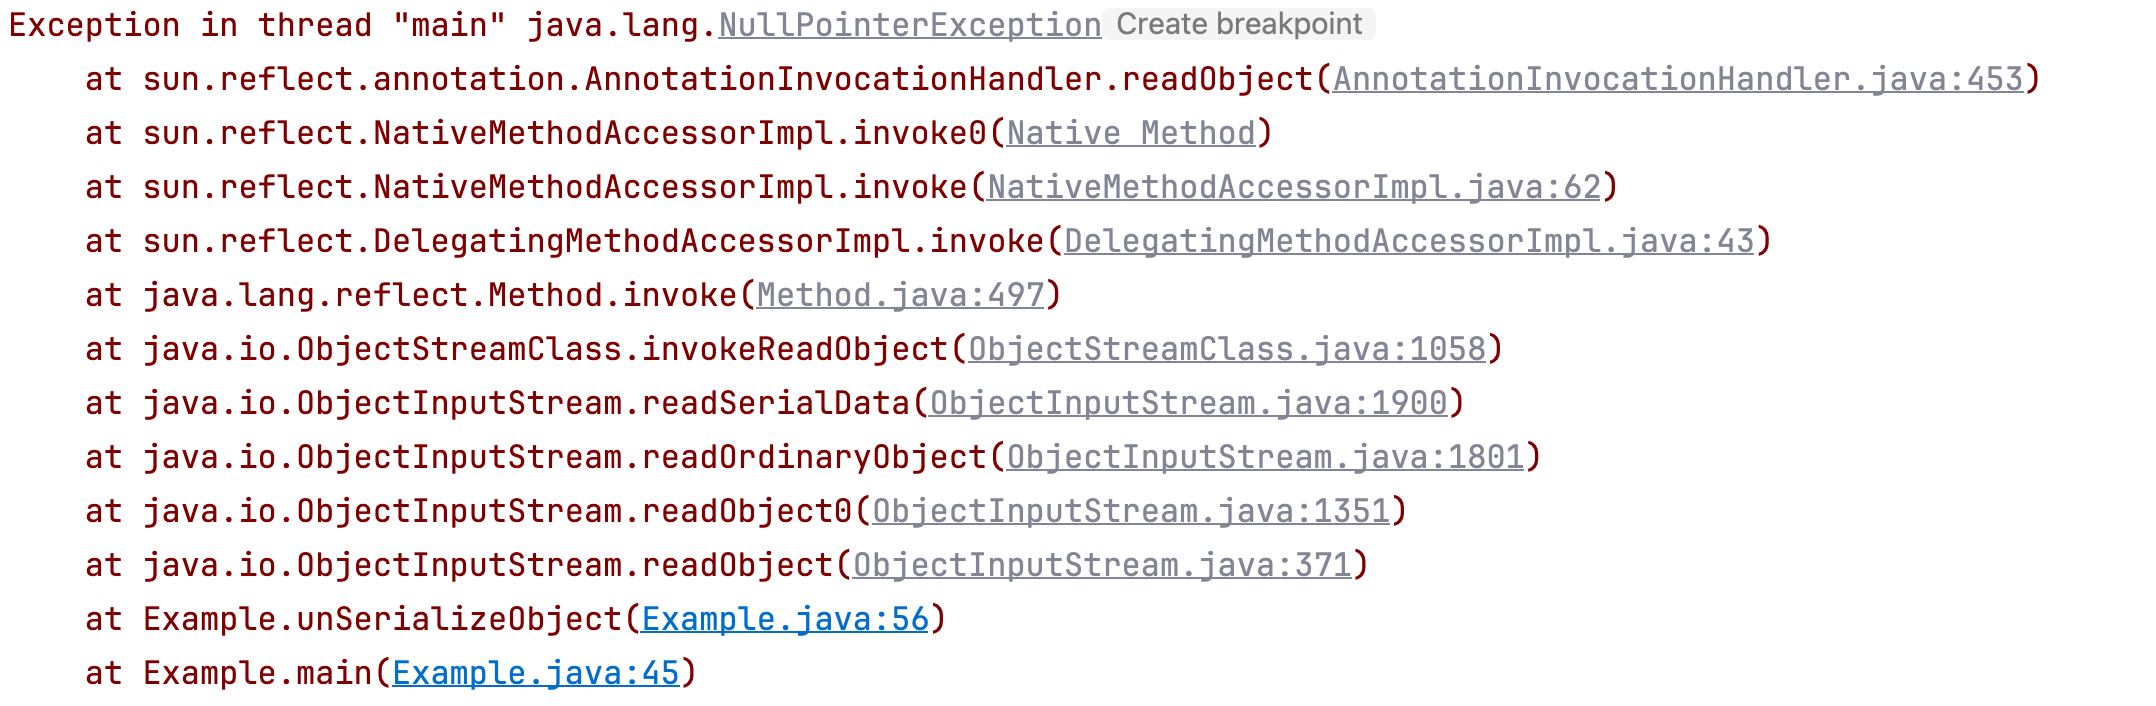 Exception in thread "main" java.lang.NullPointerException Create breakpoint
at sun.reflect.annotation.AnnotationInvocationHandler.readObject(AnnotationInvocationHandler.java:453)
at sun.reflect.NativeMethodAccessorImpl.invoke0(Native Method)
at sun.reflect.NativeMethodAccessorImpl.invoke(NativeMethodAccessorImpl.java:62)
at sun.reflect.DelegatingMethodAccessorImpl.invoke(DelegatingMethodAccessorImpl.java:43)
at java.lang.reflect.Method.invoke(Method.java:497)
at java.io.ObjectStreamClass.invokeReadObject(ObjectStreamClass.java:1058)
at java.io.ObjectInputStream.readSerialData(ObjectInputStream.java:1900)
at java.io.ObjectInputStream.readOrdinaryObject(ObjectInputStream.java:1801)
at java.io.ObjectInputStream.readObject0(ObjectInputStream.java:1351)
at java.io.ObjectInputStream.readObject(ObjectInputStream.java:371)
at Example.unSerializeObject(Example.java:56)
at Example.main(Example.java:45)